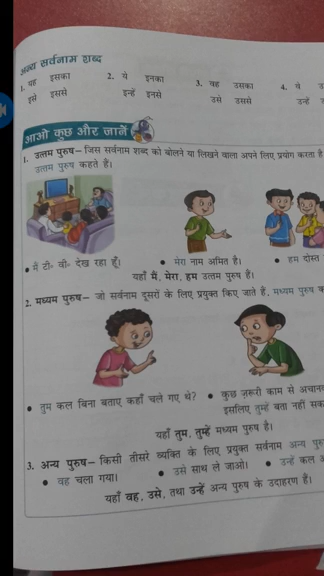 अन्य सर्वनाम शब्द
1. यह इसका 2. ये इनका 3. वह उसका 4. वे
इसे इससे इन्हें इनसे उसे उससे उन्हें
आओ कुछ और जानें
1. उत्तम पुरुष– जिस सर्वनाम शब्द को बोलने या लिखने वाला अपने लिए प्रयोग करता है
उत्तम पुरुष कहते हैं।
• मैं टी० वी० देख रहा हूँ। • मेरा नाम अमित है। • हम दोस्त
यहाँ मैं, मेरा, हम उत्तम पुरुष हैं।
2. मध्यम पुरुष– जो सर्वनाम दूसरों के लिए प्रयुक्त किए जाते हैं, मध्यम पुरुष
• तुम कल बिना बताए कहाँ चले गए थे? • कुछ ज़रूरी काम से
इसलिए तुम्हें बता नहीं
यहाँ तुम, तुम्हें मध्यम पुरुष है।
3. अन्य पुरुष– किसी तीसरे व्यक्ति के लिए प्रयुक्त सर्वनाम अन्य
• वह चला गया। • उसे साथ ले जाओ। • उन्हें कल
यहाँ वह, उसे, तथा उन्हें अन्य पुरुष के उदाहरण हैं।